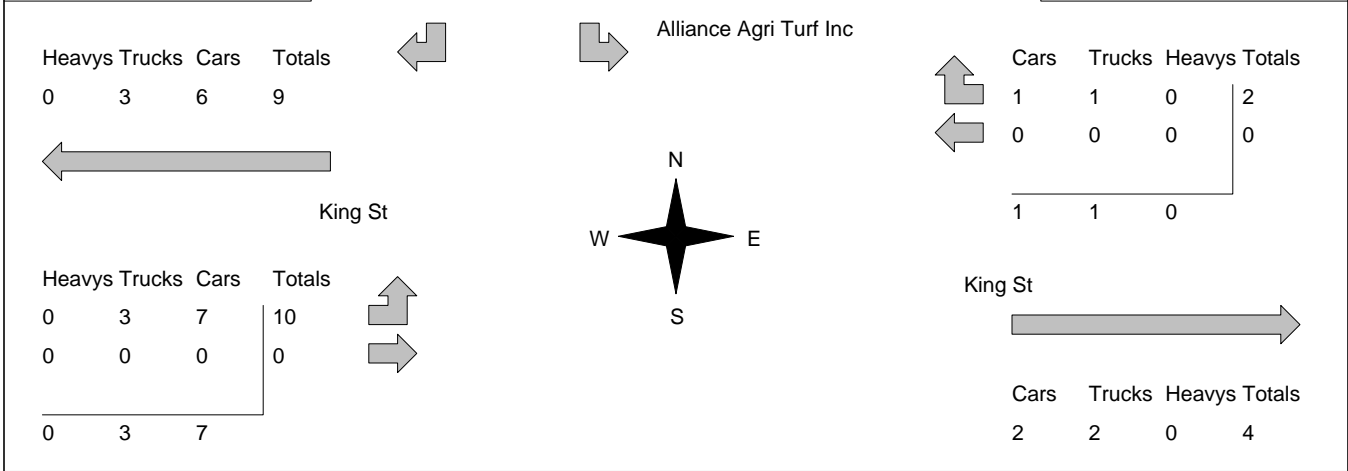 Alliance Agri Turf Inc
Heavys Trucks Cars Totals
0 3 6 9
Cars Trucks Heavys Totals
1 1 0 2
0 0 0 0
1 1 0
N
W E
S
King St
Heavys Trucks Cars Totals
0 3 7 10
0 0 0 0
0 3 7
King St
Cars Trucks Heavys Totals
2 2 0 4